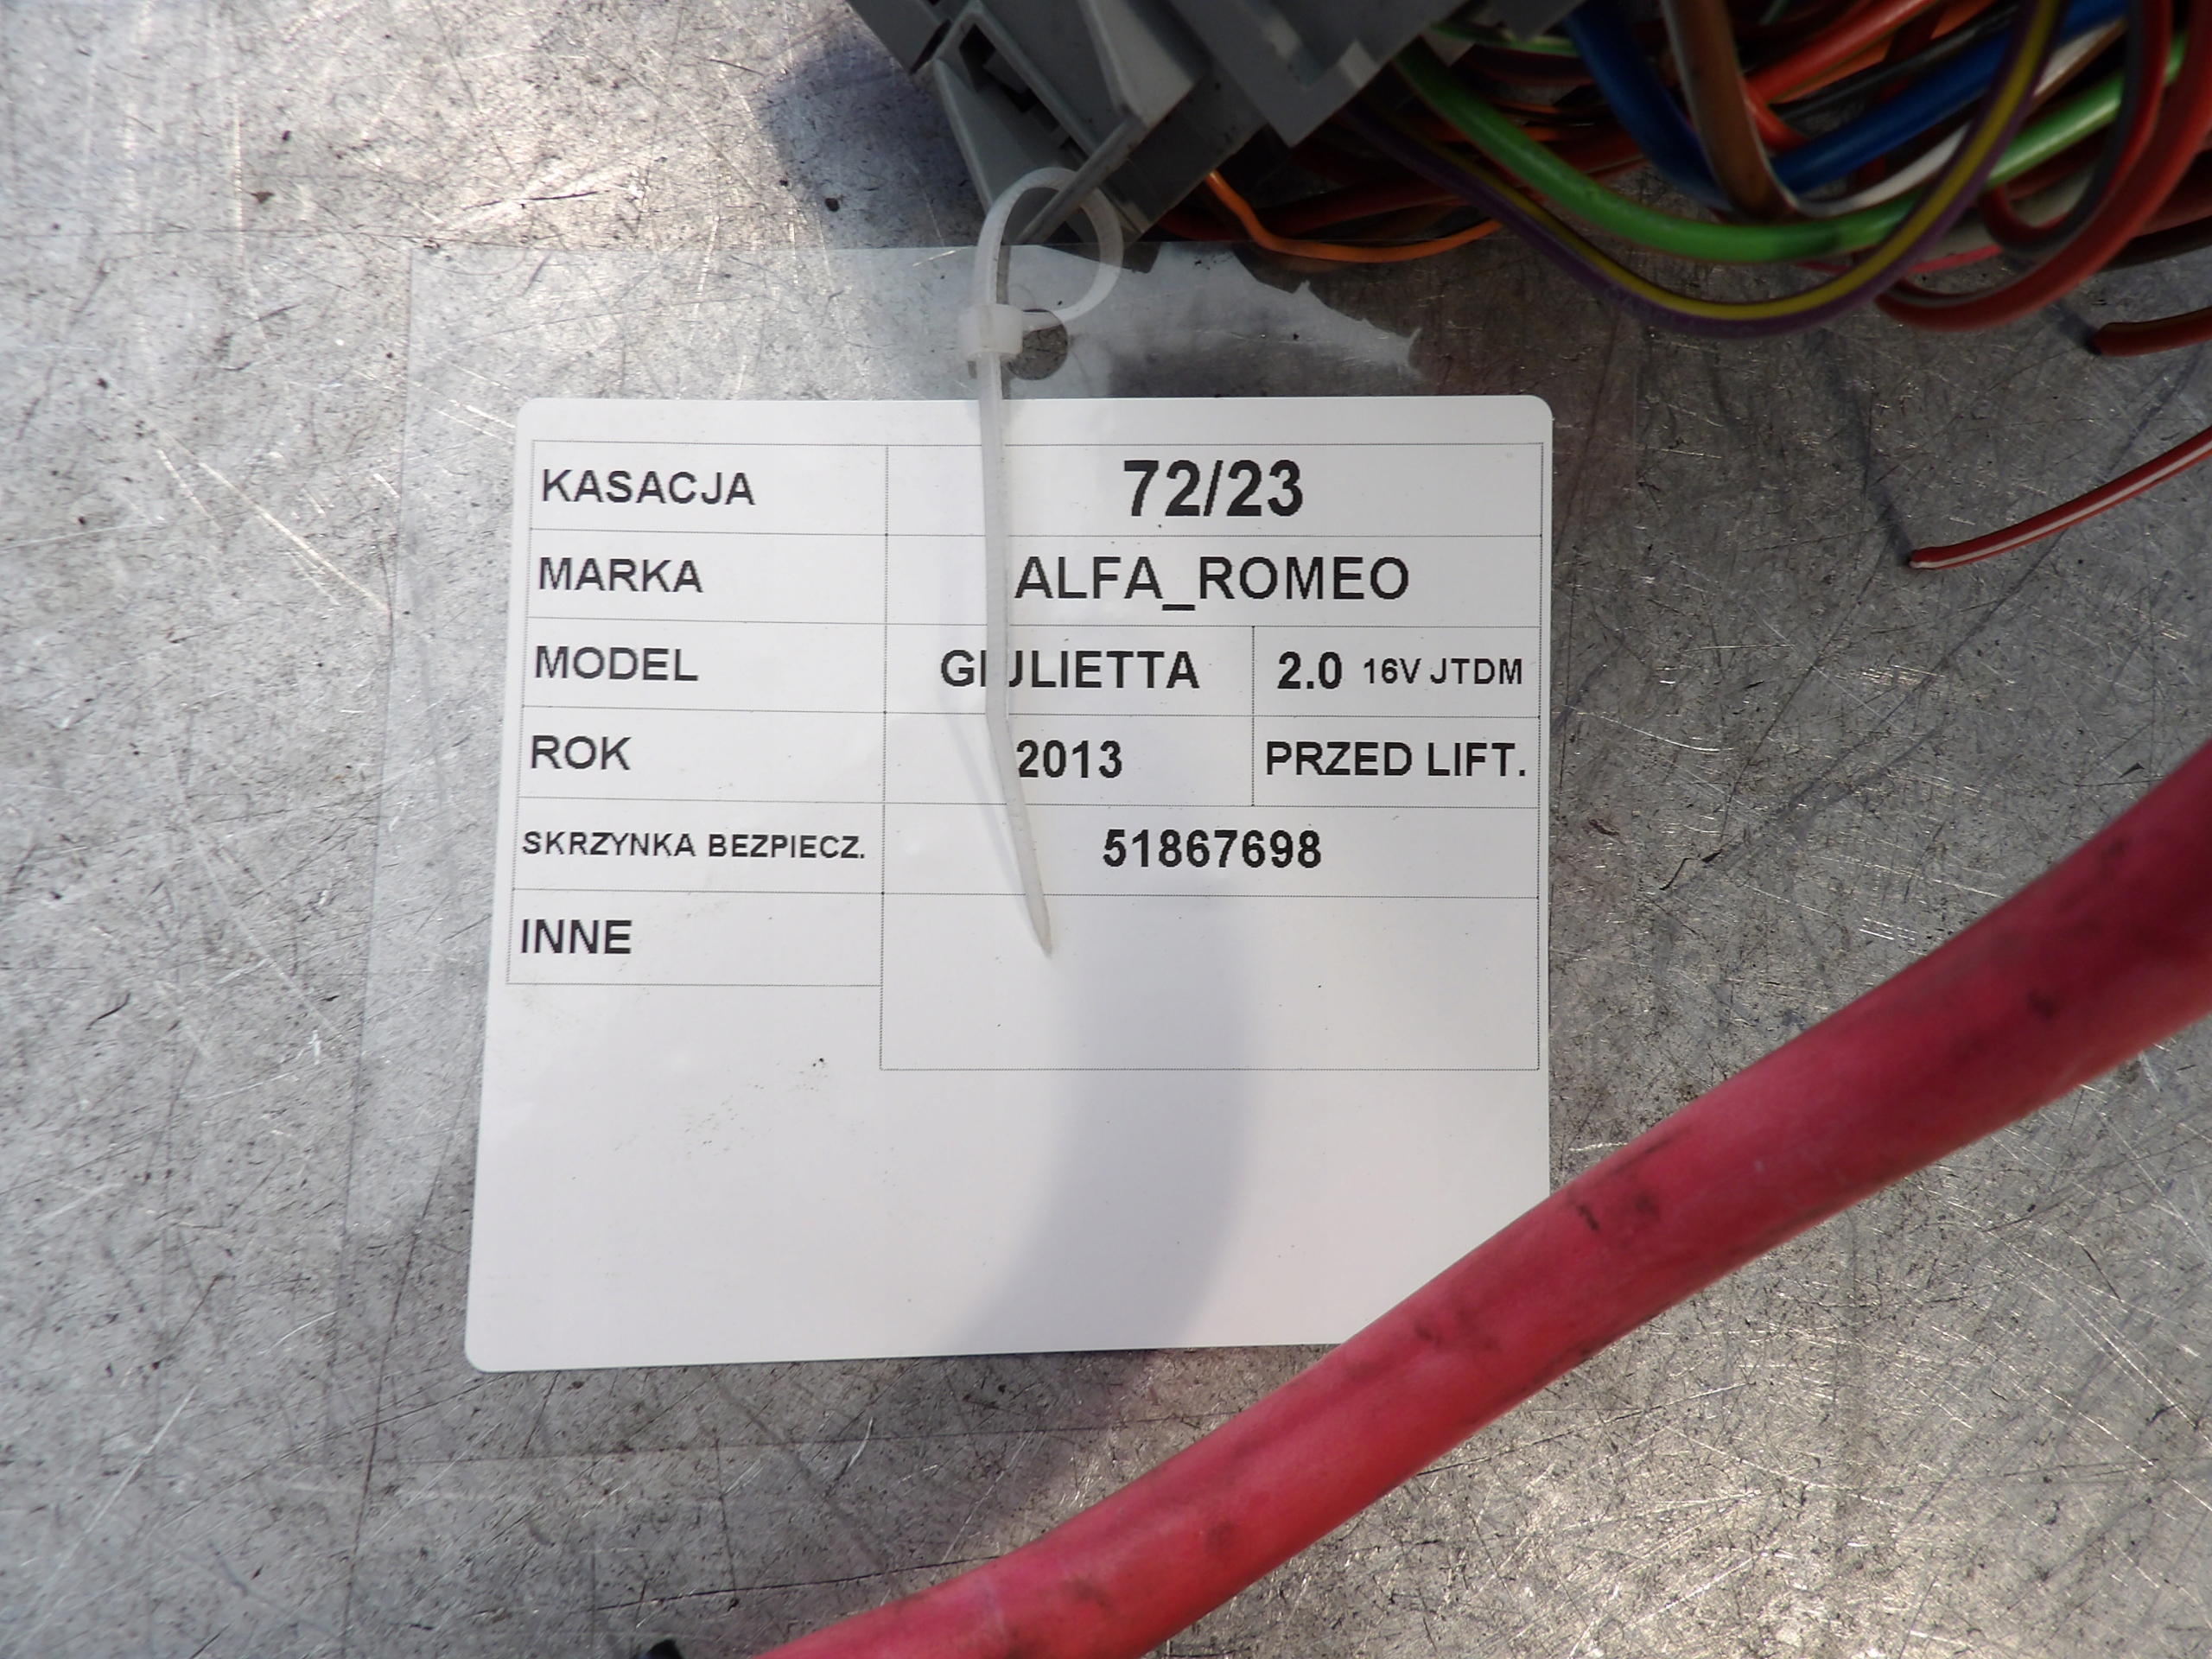 KASACJA 72/23
MARKA ALFA_ROMEO
MODEL GIULIETTA 2.0 16V JTDM
ROK 2013 PRZED LIFT.
SKRZYNKA BEZPIECZ. 51867698
INNE